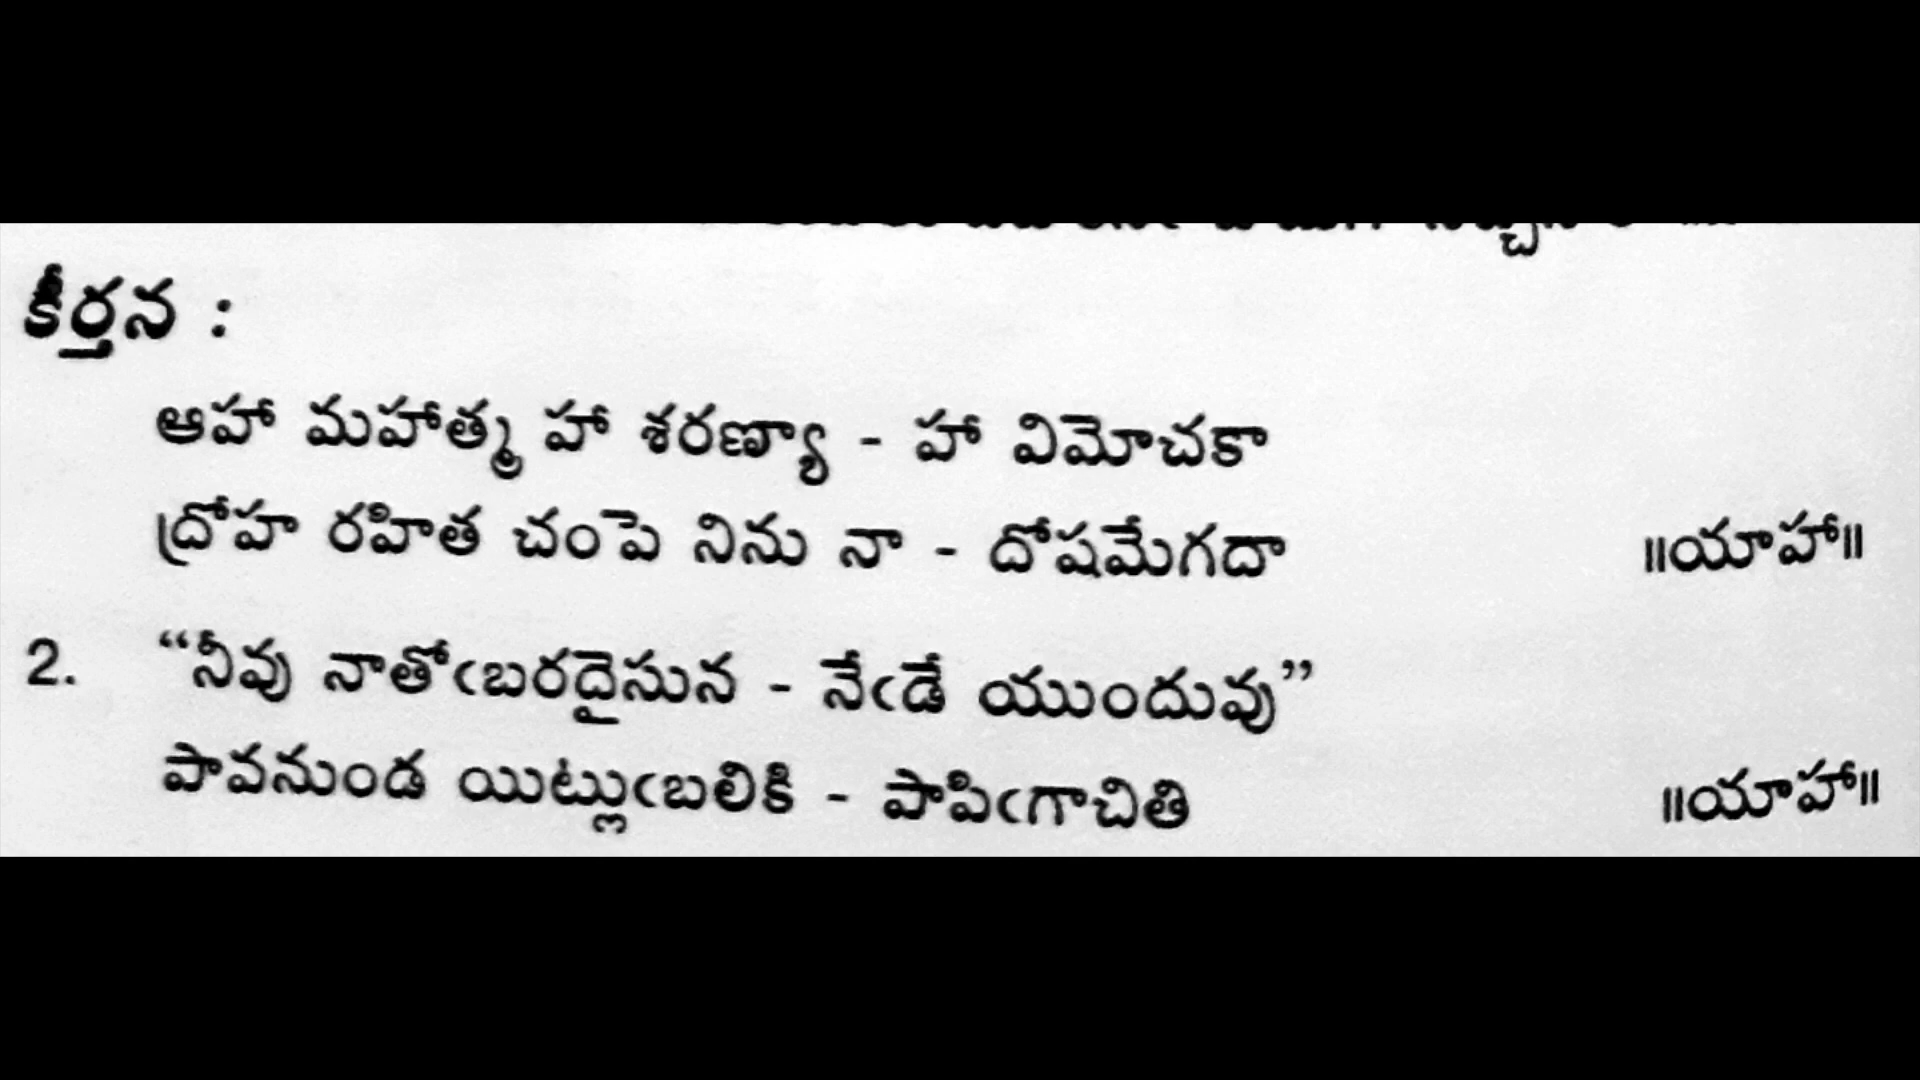 కీర్తన :
ఆహా మహాత్మ హా శరణ్యా - హా విమోచకా
ద్రోహ రహిత చంపె నిను నా - దోషమేగదా ॥యాహా॥
2. “నీవు నాతోఁబరదైసున - నేఁడే యుందువు”
పావనుండ యిట్లుఁబలికి - పాపిఁగాచితి ॥యాహా॥